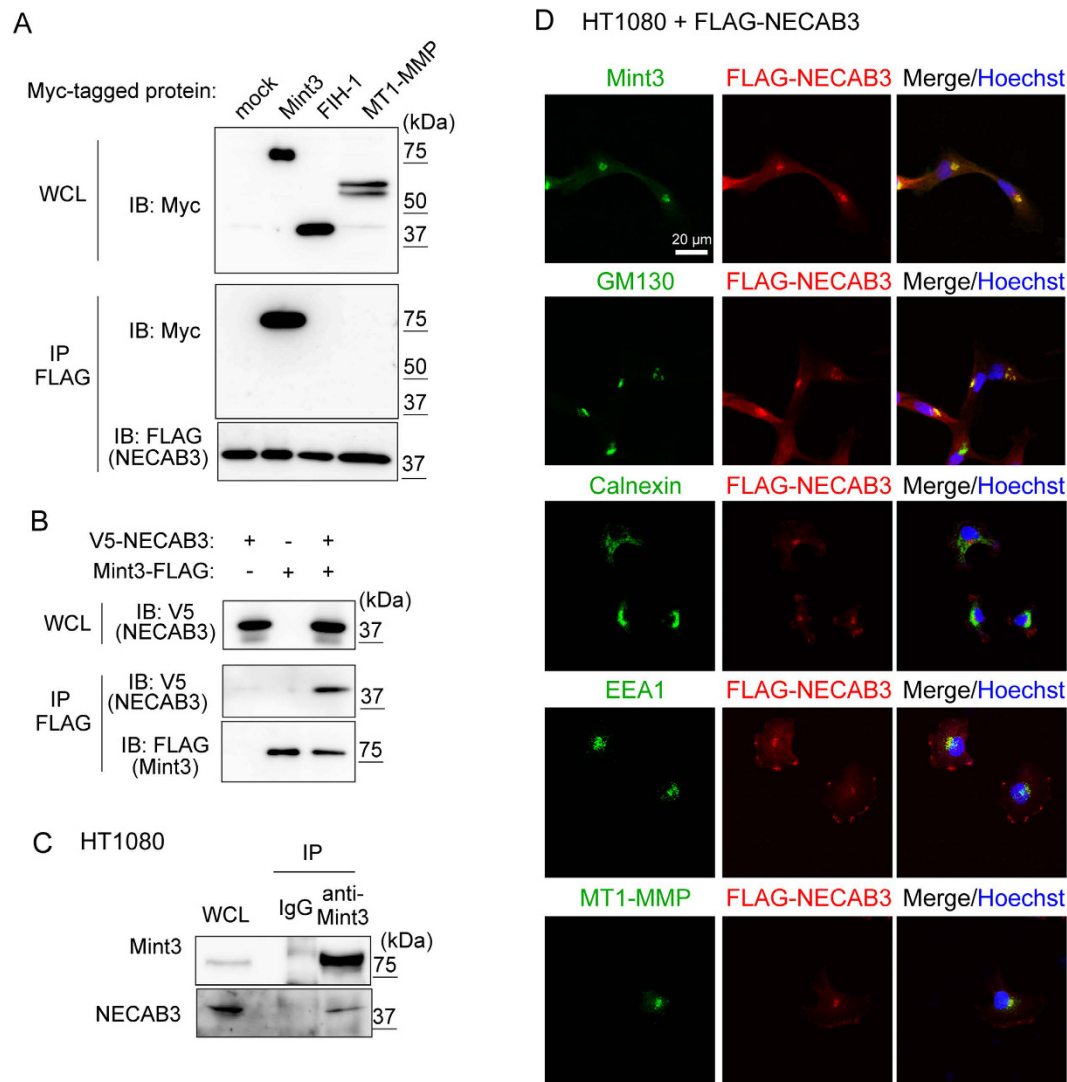 A
Myc-tagged protein:
mock
Mint3
FIH-1
MT1-MMP
(kDa)
WCL
IB: Myc
75
50
37
IP
FLAG
IB: Myc
75
50
37
IB: FLAG
(NECAB3)
37
B
V5-NECAB3: + - +
Mint3-FLAG: - + +
(kDa)
WCL
IB: V5
(NECAB3)
37
IP
FLAG
IB: V5
(NECAB3)
37
IB: FLAG
(Mint3)
75
C HT1080
IP
WCL
IgG
anti-
Mint3
(kDa)
Mint3
75
NECAB3
37
D HT1080 + FLAG-NECAB3
Mint3 FLAG-NECAB3 Merge/Hoechst
20 µm
GM130 FLAG-NECAB3 Merge/Hoechst
Calnexin FLAG-NECAB3 Merge/Hoechst
EEA1 FLAG-NECAB3 Merge/Hoechst
MT1-MMP FLAG-NECAB3 Merge/Hoechst